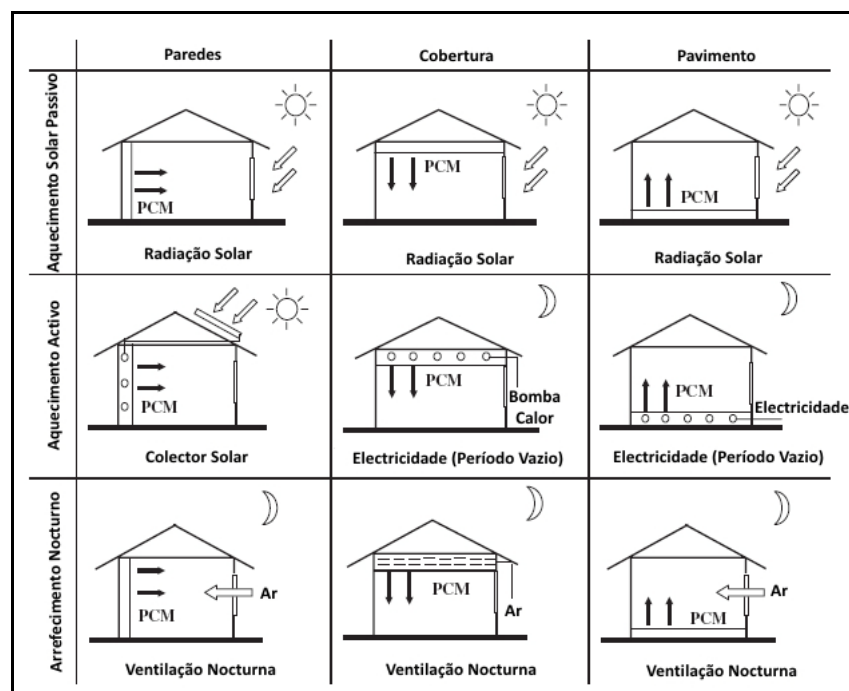 Paredes
Cobertura
Pavimento
Aquecimento Solar Passivo
PCM
Radiação Solar
PCM
Radiação Solar
PCM
Radiação Solar
Aquecimento Activo
PCM
Colector Solar
PCM
Bomba
Calor
Electricidade (Período Vazio)
PCM
Electricidade
Electricidade (Período Vazio)
Arrefecimento Nocturno
PCM
Ar
Ventilação Nocturna
PCM
Ar
Ventilação Nocturna
PCM
Ar
Ventilação Nocturna